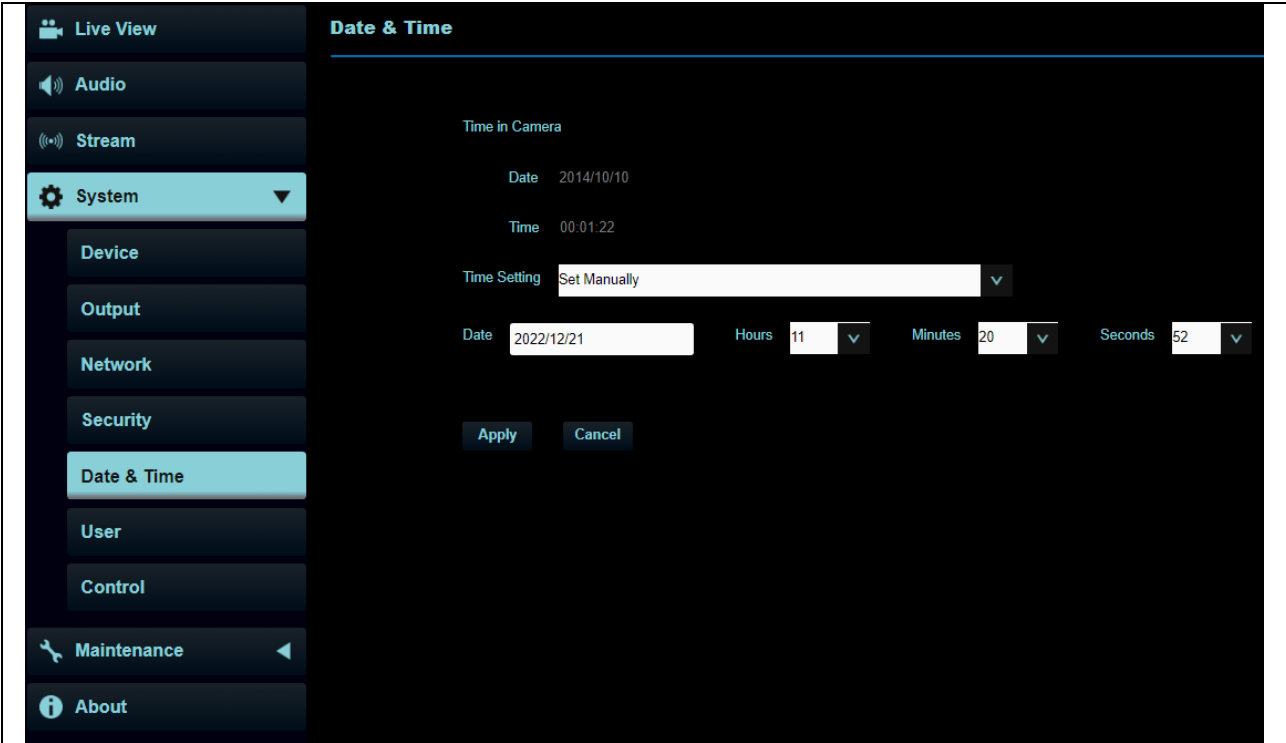 Live View
Audio
Stream
System
Device
Output
Network
Security
Date & Time
User
Control
Maintenance
About
Date & Time
Time in Camera
Date 2014/10/10
Time 00:01:22
Time Setting Set Manually
Date 2022/12/21 Hours 11 Minutes 20 Seconds 52
Apply Cancel